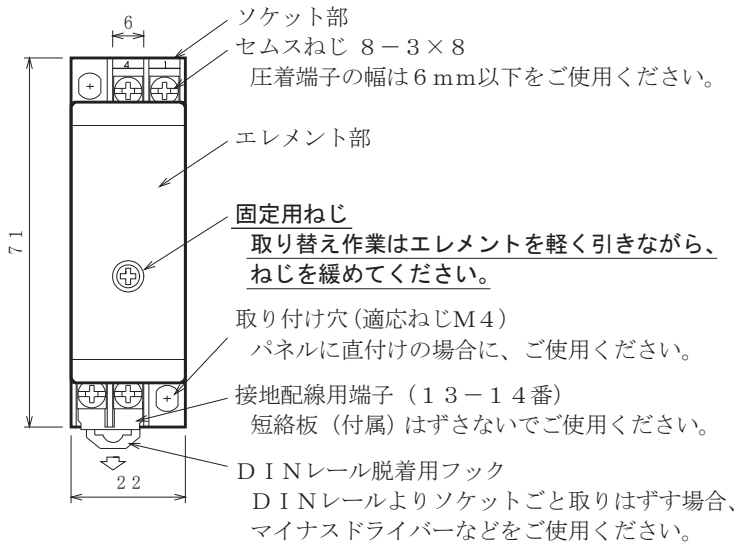 ソケット部
6
セムスねじ ８－３×８
圧着端子の幅は６ｍｍ以下をご使用ください。
4 1
エレメント部
71
固定用ねじ
取り替え作業はエレメントを軽く引きながら、
ねじを緩めてください。
取り付け穴（適応ねじＭ４）
パネルに直付けの場合に、ご使用ください。
接地配線用端子（１３－１４番）
短絡板（付属）はずさないでご使用ください。
ＤＩＮレール脱着用フック
22
ＤＩＮレールよりソケットごと取りはずす場合、
マイナスドライバーなどをご使用ください。